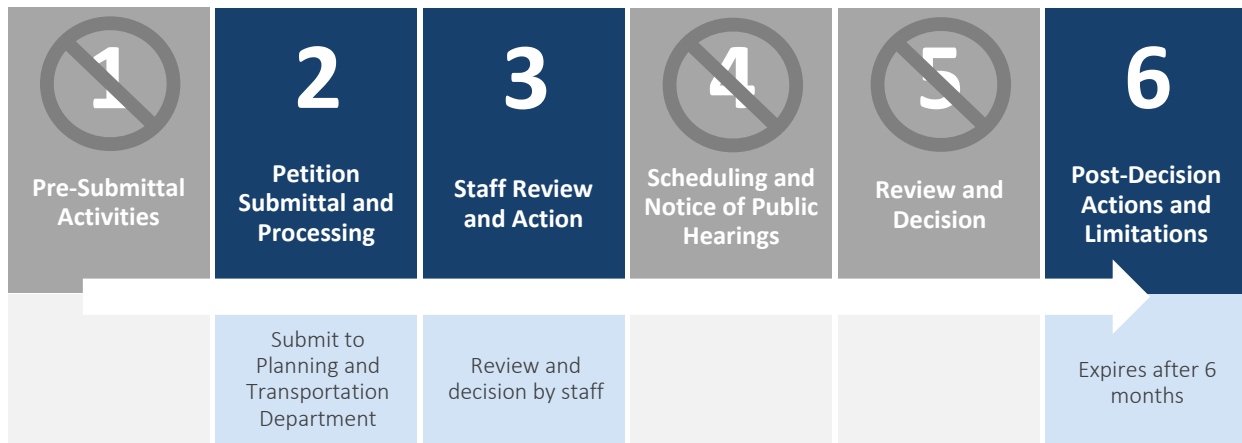 1
Pre-Submittal
Activities
2
Petition
Submittal and
Processing
3
Staff Review
and Action
4
Scheduling and
Notice of Public
Hearings
5
Review and
Decision
6
Post-Decision
Actions and
Limitations
Submit to
Planning and
Transportation
Department
Review and
decision by staff
Expires after 6
months